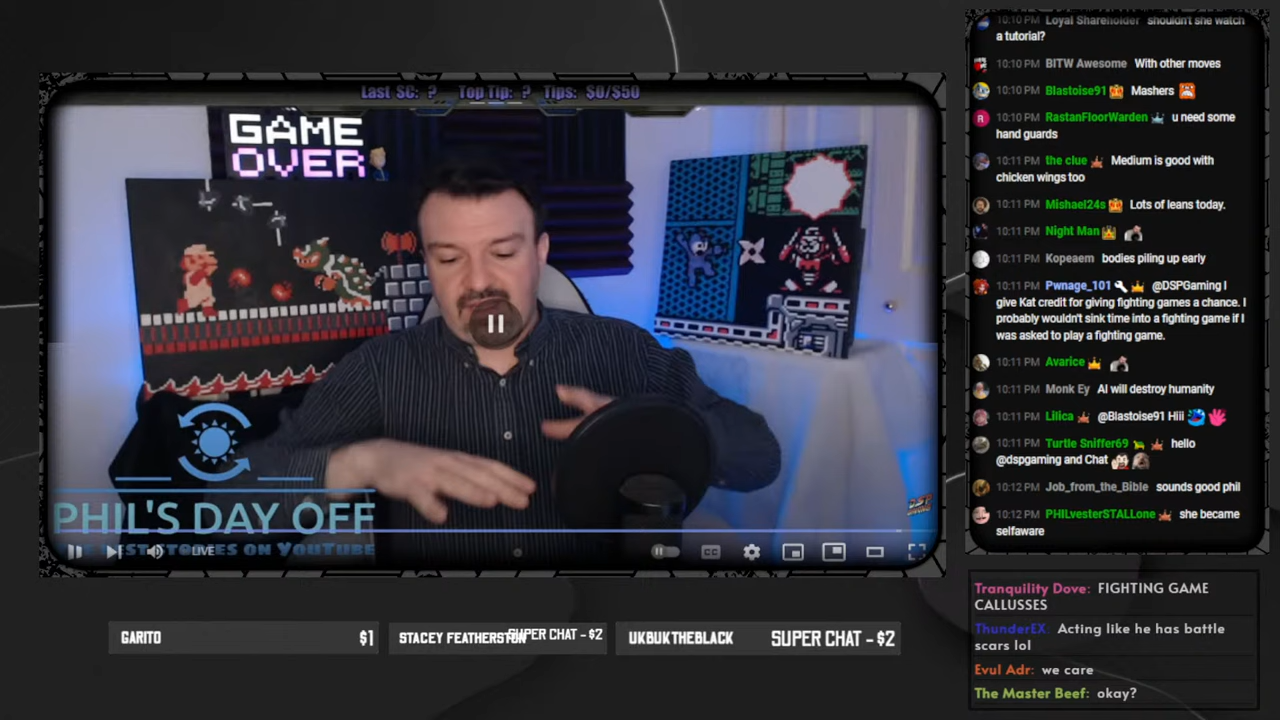 Last SC: ? Top Tip: ? Tips: $0/$50
GAME
OVER
PHIL'S DAY OFF
LIVE
CC
GARITO $1
STACEY FEATHERSTON SUPER CHAT – $2
UKBUKTHEBLACK SUPER CHAT – $2
10:10 PM Loyal Shareholder shouldn't she watch
a tutorial?
10:10 PM BITW Awesome With other moves
10:10 PM Blastoise91 Mashers
10:10 PM RastanFloorWarden u need some
hand guards
10:11 PM the clue Medium is good with
chicken wings too
10:11 PM Mishael24s Lots of leans today.
10:11 PM Night Man
10:11 PM Kopeaem bodies piling up early
10:11 PM Pwnage_101 @DSPGaming I
give Kat credit for giving fighting games a chance. I
probably wouldn't sink time into a fighting game if I
was asked to play a fighting game.
10:11 PM Avarice
10:11 PM Monk Ey AI will destroy humanity
10:11 PM Lilica @Blastoise91 Hiii
10:11 PM Turtle Sniffer69 hello
@dspgaming and Chat
10:12 PM Job_from_the_Bible sounds good phil
10:12 PM PHILvesterSTALLone she became
selfaware
Tranquility Dove: FIGHTING GAME
CALLUSSES
ThunderEX: Acting like he has battle
scars lol
Evul Adr: we care
The Master Beef: okay?